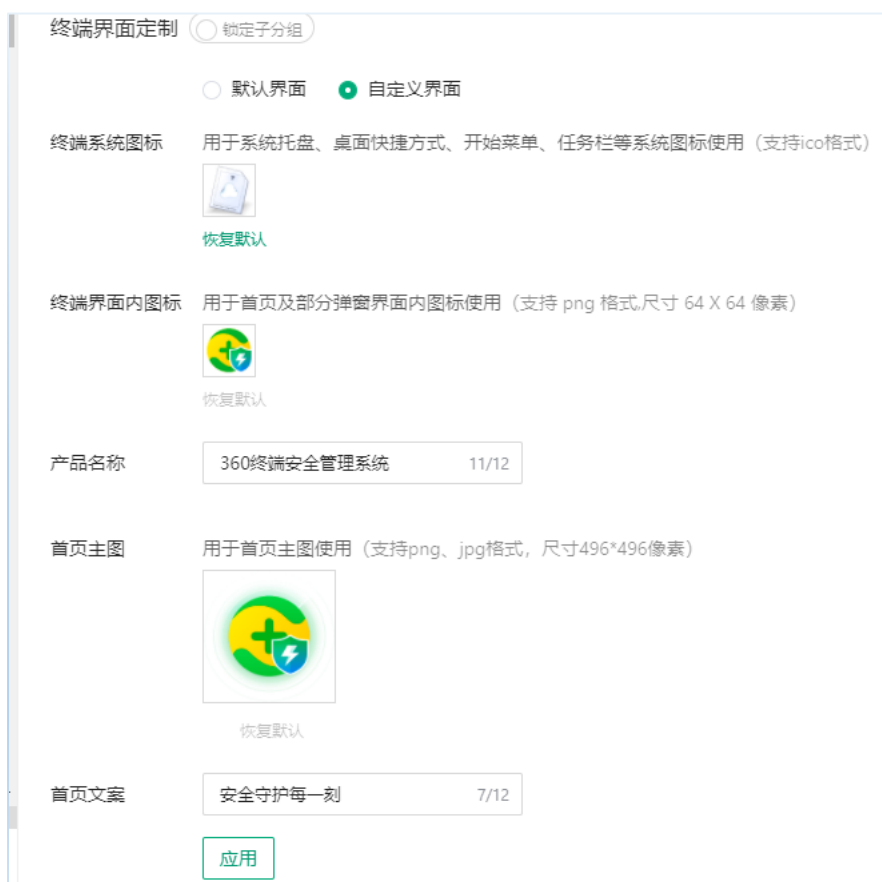 终端界面定制 锁定子分组
默认界面 自定义界面
终端系统图标 用于系统托盘、桌面快捷方式、开始菜单、任务栏等系统图标使用（支持ico格式）
恢复默认
终端界面内图标 用于首页及部分弹窗界面内图标使用（支持 png 格式,尺寸 64 X 64 像素）
恢复默认
产品名称 360终端安全管理系统 11/12
首页主图 用于首页主图使用（支持png、jpg格式，尺寸496*496像素）
恢复默认
首页文案 安全守护每一刻 7/12
应用